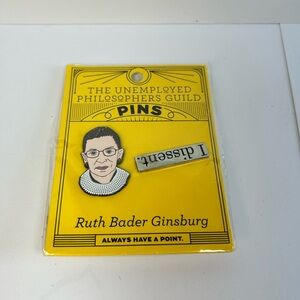 THE UNEMPLOYED
PHILOSOPHERS GUILD
PINS
I dissent.
Ruth Bader Ginsburg
ALWAYS HAVE A POINT.